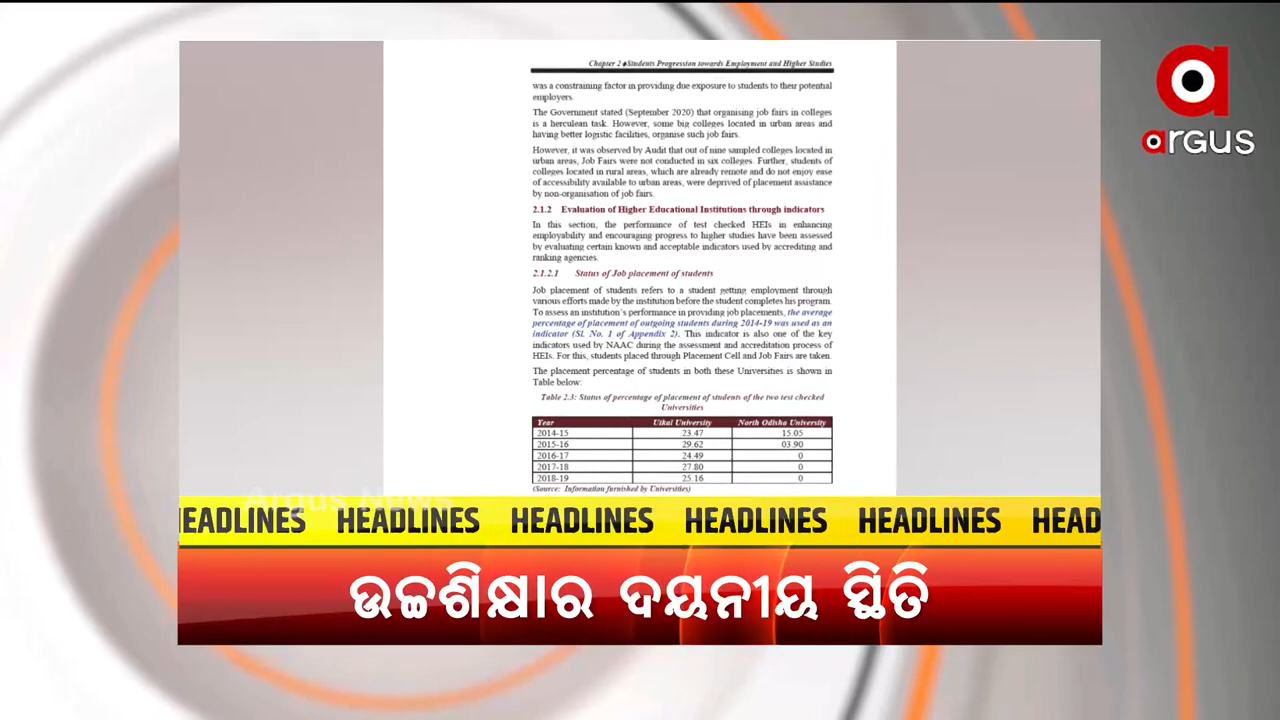 Chapter 2 ♦Students Progression towards Employment and Higher Studies
was a constraining factor in providing due exposure to students to their potential
employers.
The Government stated (September 2020) that organising job fairs in colleges
is a herculean task. However, some big colleges located in urban areas and
having better logistic facilities, organise such job fairs.
However, it was observed by Audit that out of nine sampled colleges located in
urban areas, Job Fairs were not conducted in six colleges. Further, students of
colleges located in rural areas, which are already remote and do not enjoy ease
of accessibility available to urban areas, were deprived of placement assistance
by non-organisation of job fairs.
2.1.2 Evaluation of Higher Educational Institutions through indicators
In this section, the performance of test checked HEIs in enhancing
employability and encouraging progress to higher studies have been assessed
by evaluating certain known and acceptable indicators used by accrediting and
ranking agencies.
2.1.2.1 Status of Job placement of students
Job placement of students refers to a student getting employment through
various efforts made by the institution before the student completes his program.
To assess an institution's performance in providing job placements, the average
percentage of placement of outgoing students during 2014-19 was used as an
indicator (Sl. No. 1 of Appendix 2). This indicator is also one of the key
indicators used by NAAC during the assessment and accreditation process of
HEIs. For this, students placed through Placement Cell and Job Fairs are taken.
The placement percentage of students in both these Universities is shown in
Table below:
Table 2.3: Status of percentage of placement of students of the two test checked
Universities
Year Utkal University North Odisha University
2014-15 23.47 15.05
2015-16 29.62 03.90
2016-17 24.49 0
2017-18 27.80 0
2018-19 25.16 0
(Source: Information furnished by Universities)
argus
Argus News
HEADLINES HEADLINES HEADLINES HEADLINES HEADLINES HEAD
ଉଚ୍ଚଶିକ୍ଷାର ଦୟନୀୟ ସ୍ଥିତି